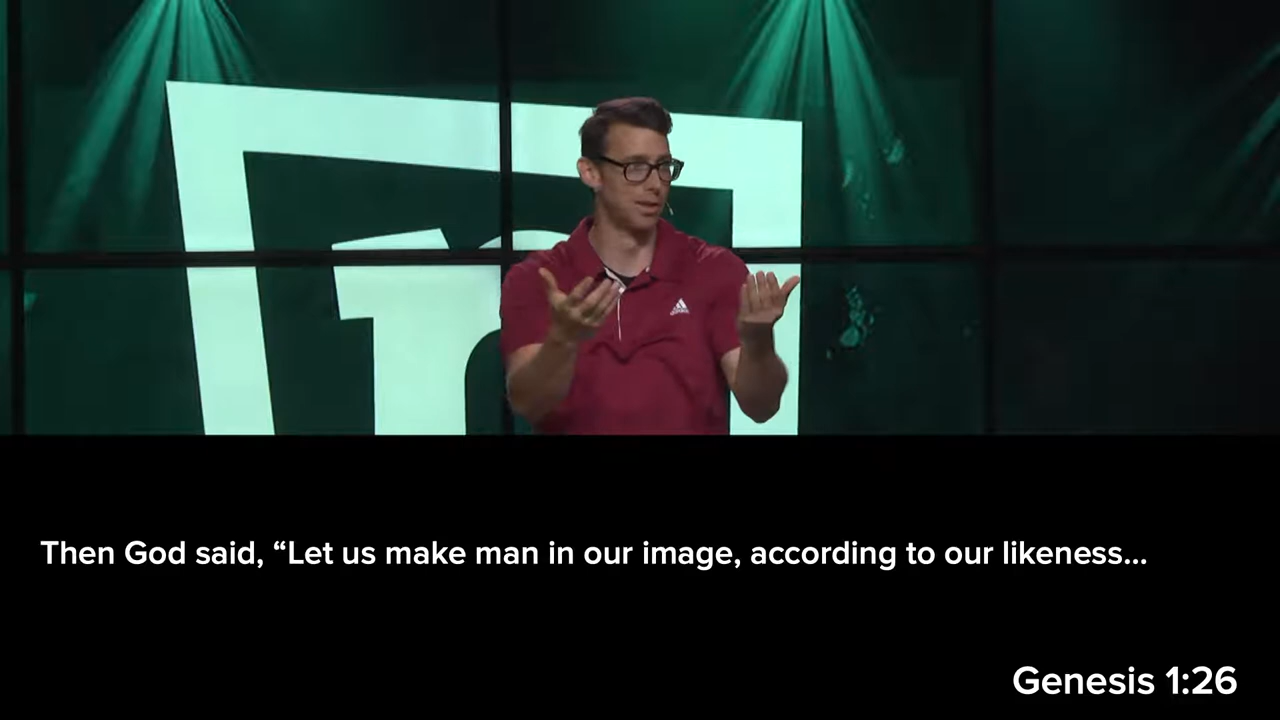 Then God said, “Let us make man in our image, according to our likeness...
Genesis 1:26